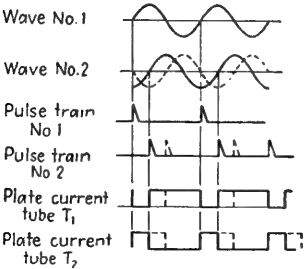 Wave No.1
Wave No.2
Pulse train
No 1
Pulse train
No 2
Plate current
tube T₁
Plate current
tube T₂